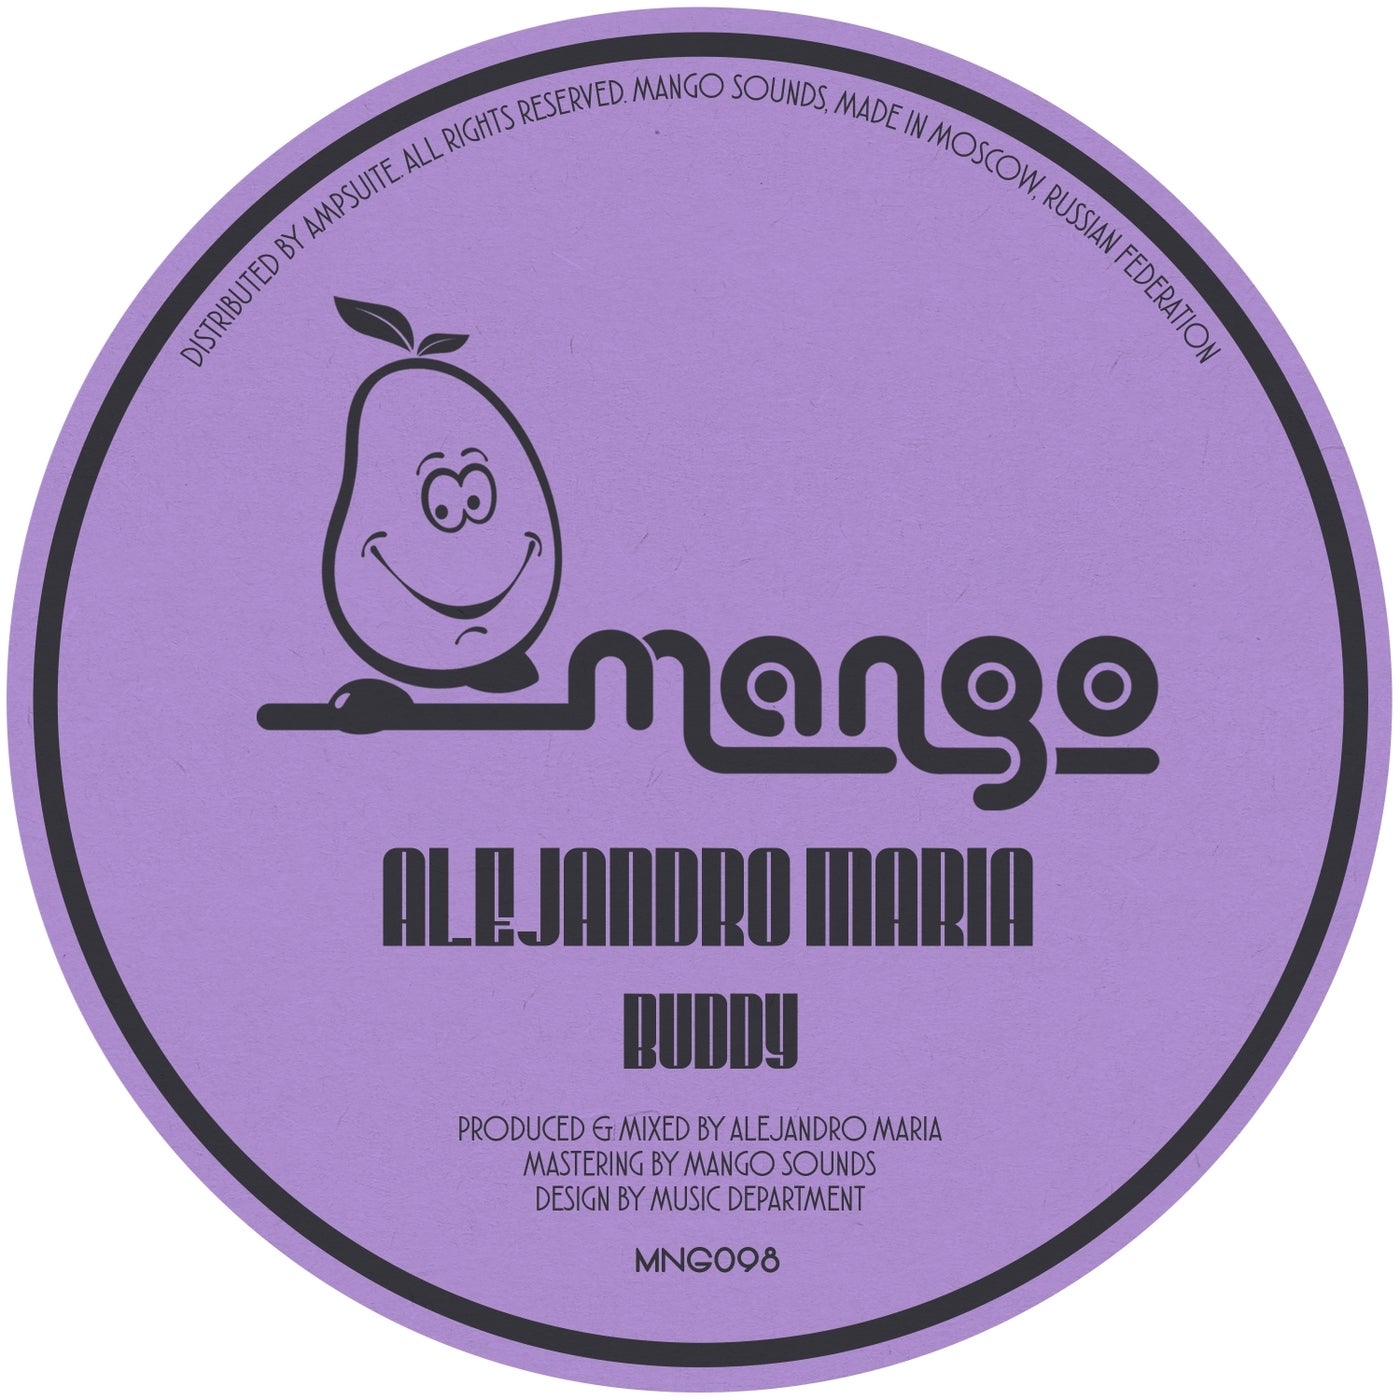 DISTRIBUTED BY AMPSUITE. ALL RIGHTS RESERVED. MANGO SOUNDS, MADE IN MOSCOW, RUSSIAN FEDERATION
mango
ALEJANDRO MARIA
BUDDY
PRODUCED & MIXED BY ALEJANDRO MARIA
MASTERING BY MANGO SOUNDS
DESIGN BY MUSIC DEPARTMENT
MNG098